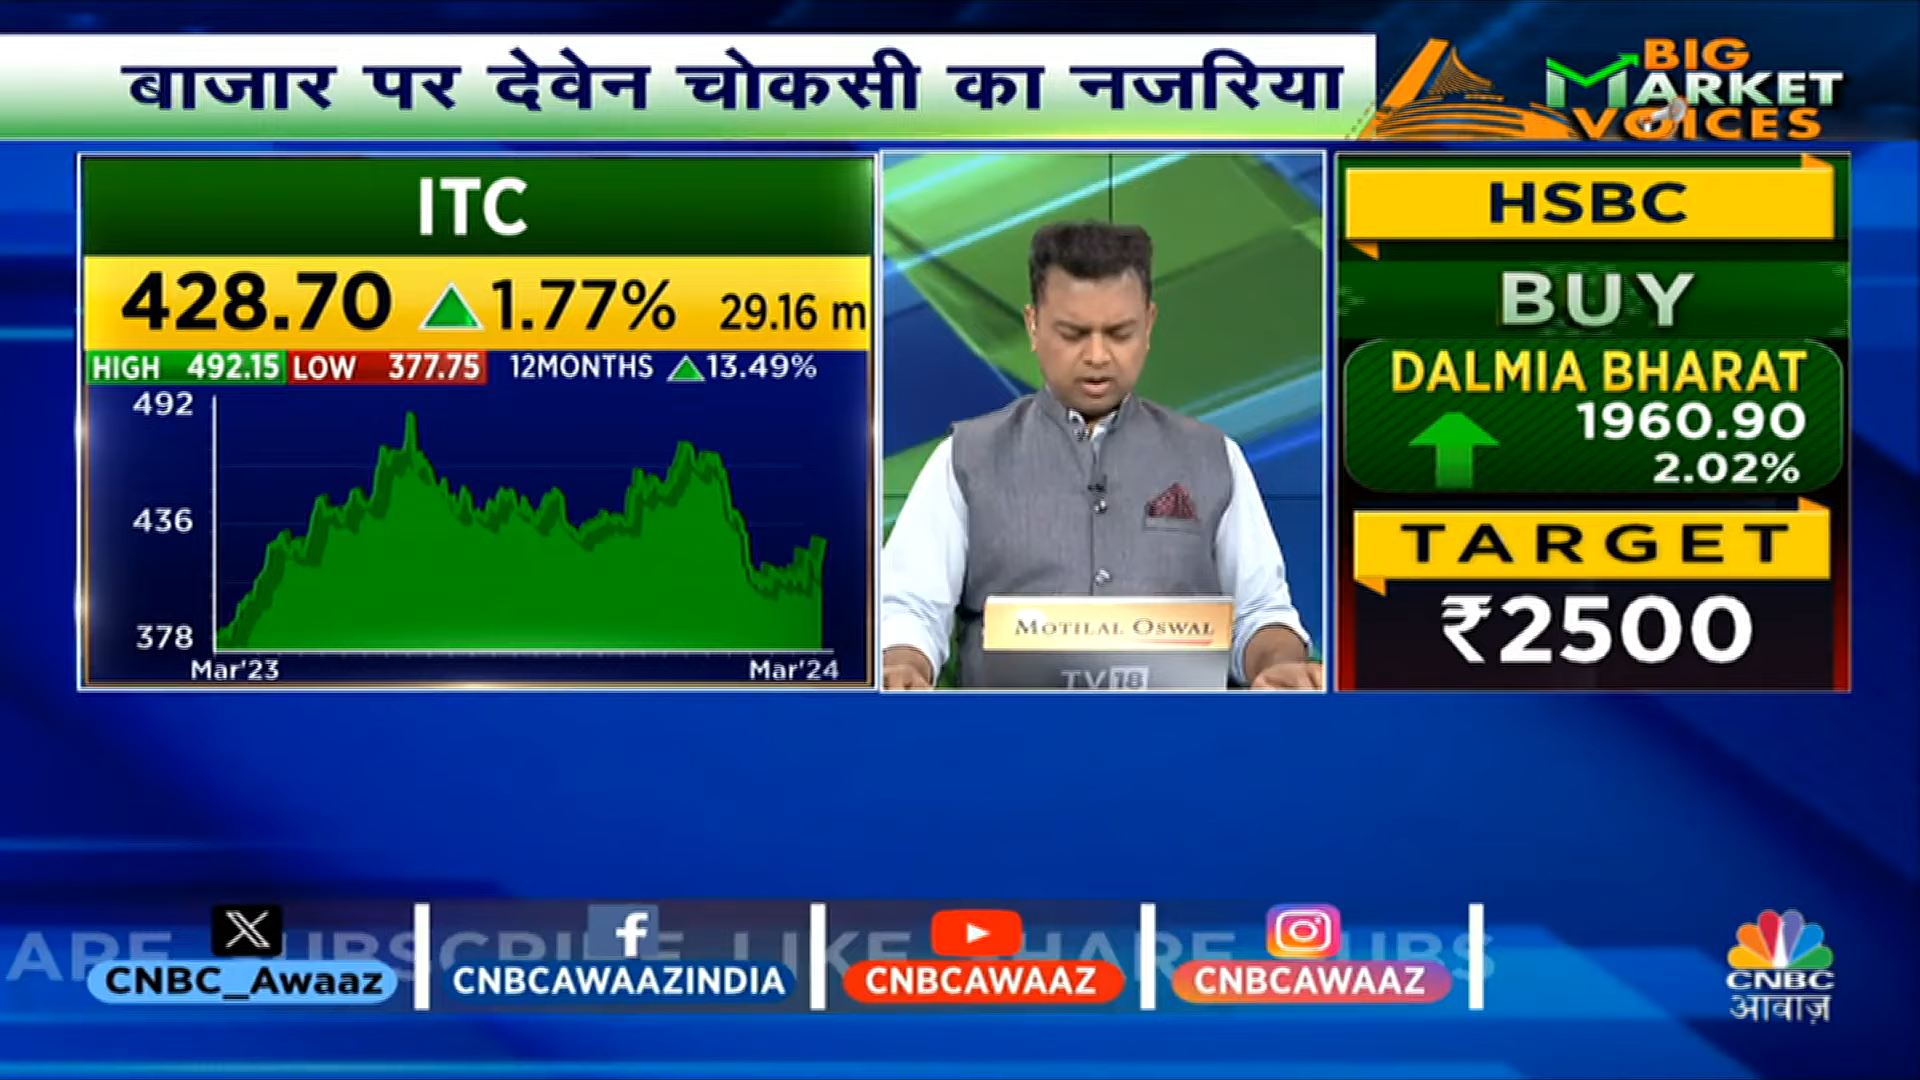 बाजार पर देवेन चोकसी का नजरिया
BIG
MARKET
VOICES
ITC
428.70 ▲ 1.77% 29.16 m
HIGH 492.15 LOW 377.75 12MONTHS ▲ 13.49%
492
436
378
Mar'23 Mar'24
MOTILAL OSWAL
TV18
HSBC
BUY
DALMIA BHARAT
1960.90
2.02%
TARGET
₹2500
CNBC_Awaaz
CNBCAWAAZINDIA
CNBCAWAAZ
CNBCAWAAZ
CNBC
आवाज़